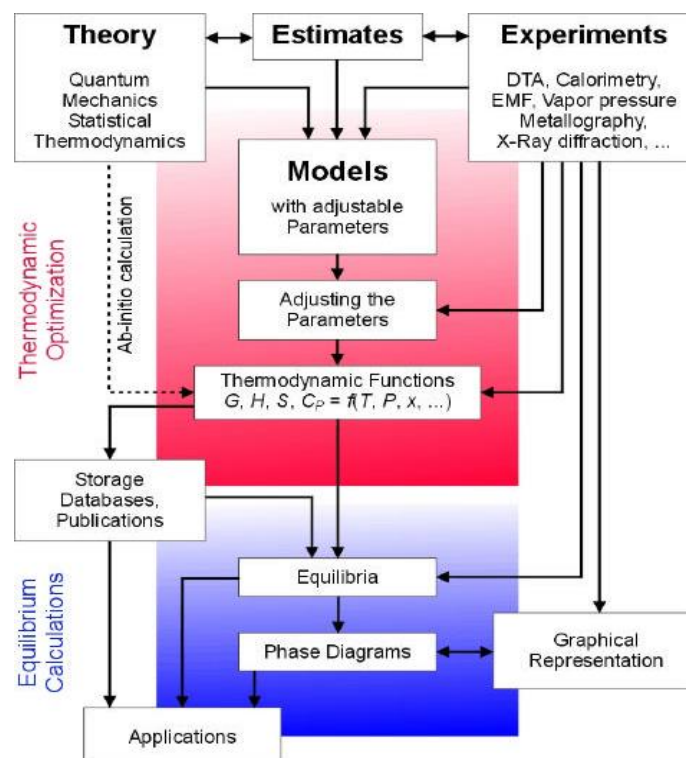 Theory
Quantum
Mechanics
Statistical
Thermodynamics
Estimates
Experiments
DTA, Calorimetry,
EMF, Vapor pressure
Metallography,
X-Ray diffraction, ...
Models
with adjustable
Parameters
Thermodynamic
Optimization
Ab-initio calculation
Adjusting the
Parameters
Thermodynamic Functions
G, H, S, CP = f(T, P, x, ...)
Storage
Databases,
Publications
Equilibrium
Calculations
Equilibria
Phase Diagrams
Graphical
Representation
Applications